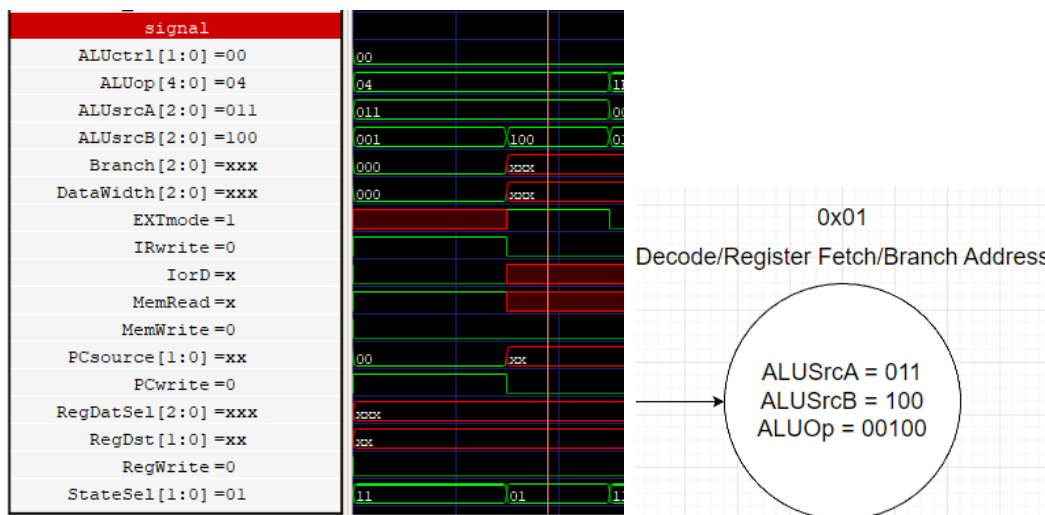 signal
ALUctrl[1:0] =00
ALUop[4:0] =04
ALUsrcA[2:0] =011
ALUsrcB[2:0] =100
Branch[2:0] =xxx
DataWidth[2:0] =xxx
EXTmode =1
IRwrite =0
IorD =x
MemRead =x
MemWrite =0
PCsource[1:0] =xx
PCwrite =0
RegDatSel[2:0] =xxx
RegDst[1:0] =xx
RegWrite =0
StateSel[1:0] =01
00
04 11
011 00
001 100 01
000 xxx
000 xxx
00 xx
xxx
xx
11 01 11
0x01
Decode/Register Fetch/Branch Address
ALUSrcA = 011
ALUSrcB = 100
ALUOp = 00100